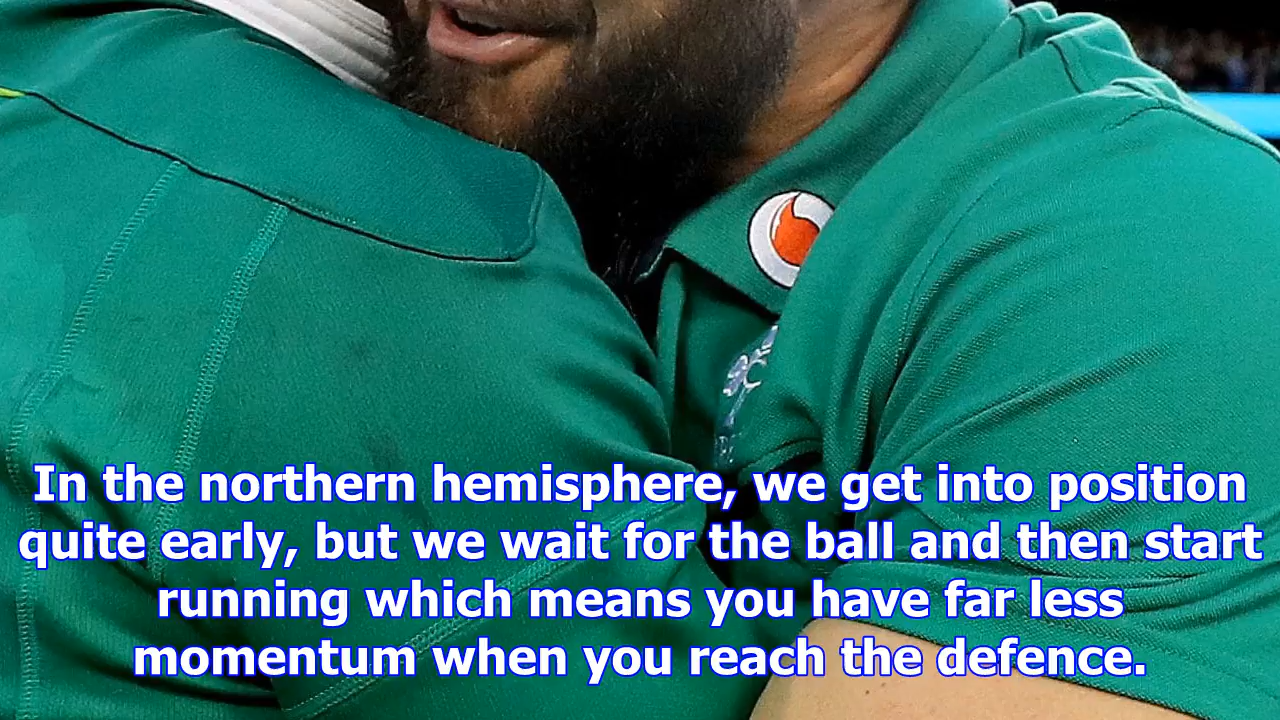 In the northern hemisphere, we get into position
quite early, but we wait for the ball and then start
running which means you have far less
momentum when you reach the defence.